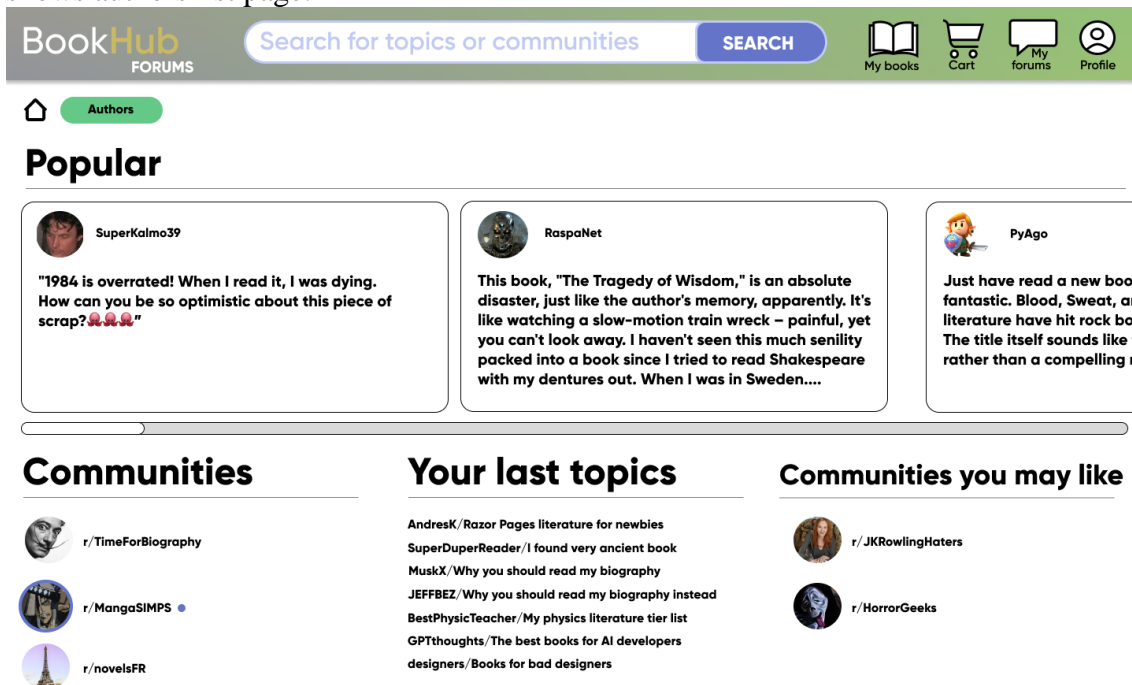 BookHub
FORUMS
Search for topics or communities
SEARCH
My books
Cart
My
forums
Profile
Authors
Popular
SuperKalmo39
"1984 is overrated! When I read it, I was dying.
How can you be so optimistic about this piece of
scrap?"
RaspaNet
This book, "The Tragedy of Wisdom," is an absolute
disaster, just like the author's memory, apparently. It's
like watching a slow-motion train wreck – painful, yet
you can't look away. I haven't seen this much senility
packed into a book since I tried to read Shakespeare
with my dentures out. When I was in Sweden....
PyAgo
Just have read a new boo
fantastic. Blood, Sweat, a
literature have hit rock bo
The title itself sounds like
rather than a compelling
Communities
r/TimeForBiography
r/MangaSIMPS
r/novelsFR
Your last topics
AndresK/Razor Pages literature for newbies
SuperDuperReader/I found very ancient book
MuskX/Why you should read my biography
JEFFBEZ/Why you should read my biography instead
BestPhysicTeacher/My physics literature tier list
GPTthoughts/The best books for AI developers
designers/Books for bad designers
Communities you may like
r/JKRowlingHaters
r/HorrorGeeks